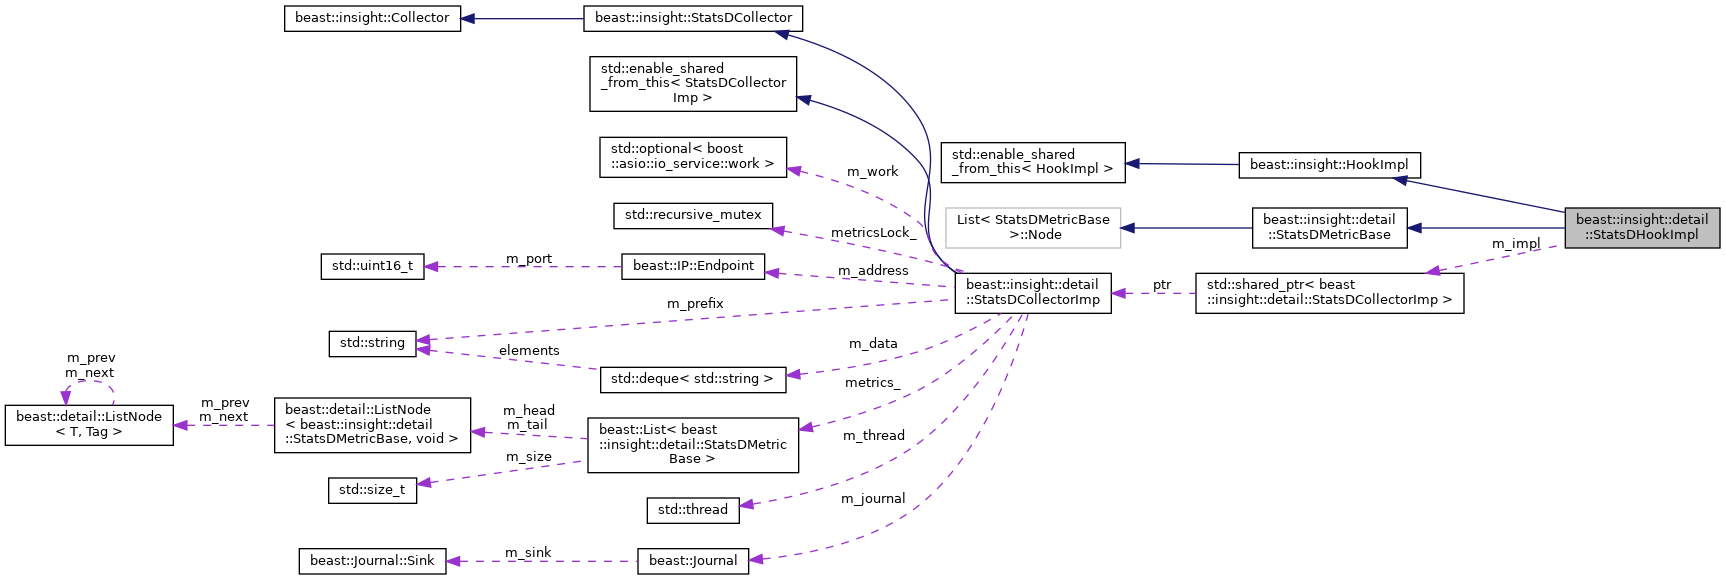 beast::insight::Collector
beast::insight::StatsDCollector
std::enable_shared
_from_this< StatsDCollector
Imp >
std::optional< boost
::asio::io_service::work >
m_work
std::enable_shared
_from_this< HookImpl >
beast::insight::HookImpl
std::recursive_mutex
metricsLock_
List< StatsDMetricBase
>::Node
beast::insight::detail
::StatsDMetricBase
beast::insight::detail
::StatsDHookImpl
m_impl
std::uint16_t
m_port
beast::IP::Endpoint
m_address
beast::insight::detail
::StatsDCollectorImp
ptr
std::shared_ptr< beast
::insight::detail::StatsDCollectorImp >
m_prefix
std::string
elements
m_data
std::deque< std::string >
metrics_
m_prev
m_next
beast::detail::ListNode
< T, Tag >
m_prev
m_next
beast::detail::ListNode
< beast::insight::detail
::StatsDMetricBase, void >
m_head
m_tail
beast::List< beast
::insight::detail::StatsDMetric
Base >
m_thread
m_size
std::size_t
std::thread
m_journal
beast::Journal::Sink
m_sink
beast::Journal